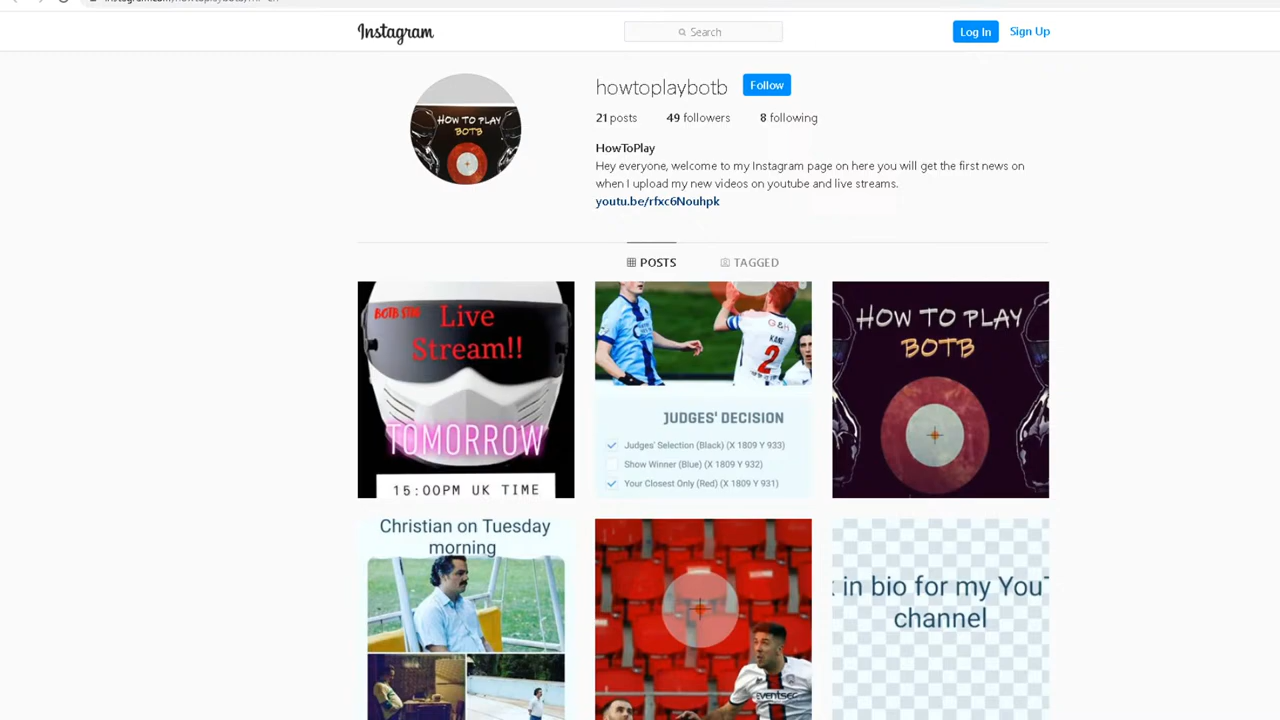 Instagram
Search
Log In
Sign Up
HOW TO PLAY
BOTB
howtoplaybotb
Follow
21 posts
49 followers
8 following
HowToPlay
Hey everyone, welcome to my Instagram page on here you will get the first news on
when I upload my new videos on youtube and live streams.
youtu.be/rfxc6Nouhpk
POSTS
TAGGED
BOTB STIG
Live
Stream!!
TOMORROW
15:00PM UK TIME
G&H
KANE
2
JUDGES' DECISION
Judges' Selection (Black) (X 1809 Y 933)
Show Winner (Blue) (X 1809 Y 932)
Your Closest Only (Red) (X 1809 Y 931)
HOW TO PLAY
BOTB
Christian on Tuesday
morning
EVENTSEC
in bio for my YouT
channel